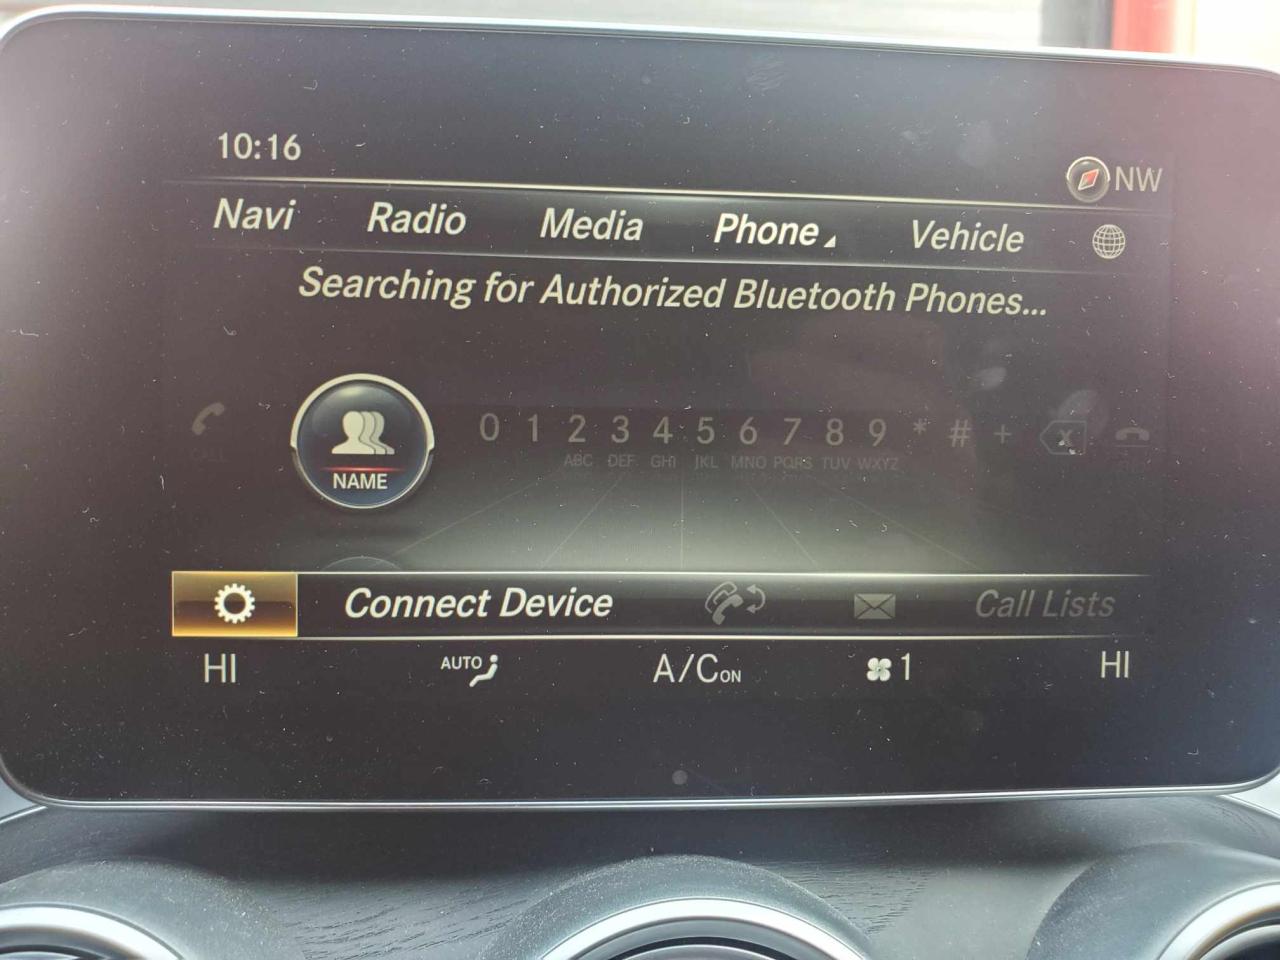 10:16
NW
Navi Radio Media Phone Vehicle
Searching for Authorized Bluetooth Phones...
CALL 0 1 2 3 4 5 6 7 8 9 * # +
ABC DEF GHI JKL MNO PQRS TUV WXYZ
NAME
Connect Device Call Lists
HI AUTO A/C ON 1 HI